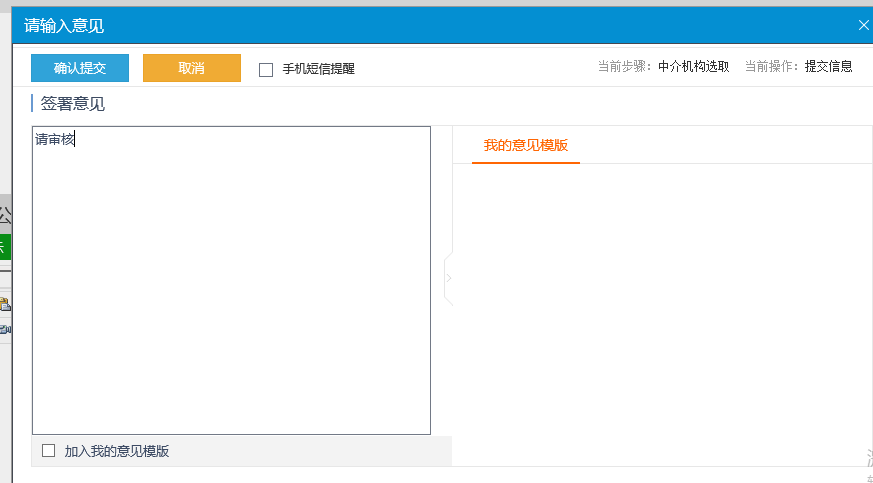 请输入意见
确认提交 取消 手机短信提醒 当前步骤：中介机构选取 当前操作：提交信息
签署意见
请审核
我的意见模版
加入我的意见模版
公